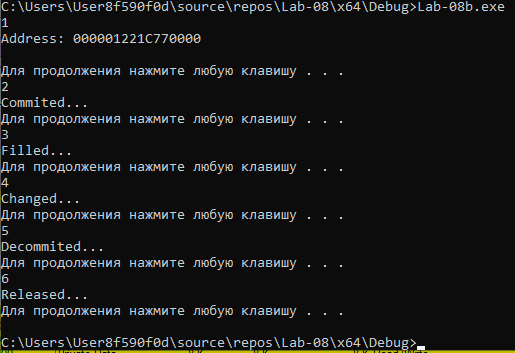 C:\Users\User8f590f0d\source\repos\Lab-08\x64\Debug>Lab-08b.exe
1
Address: 000001221C770000
Для продолжения нажмите любую клавишу . . .
2
Commited...
Для продолжения нажмите любую клавишу . . .
3
Filled...
Для продолжения нажмите любую клавишу . . .
4
Changed...
Для продолжения нажмите любую клавишу . . .
5
Decommited...
Для продолжения нажмите любую клавишу . . .
6
Released...
Для продолжения нажмите любую клавишу . . .
C:\Users\User8f590f0d\source\repos\Lab-08\x64\Debug>